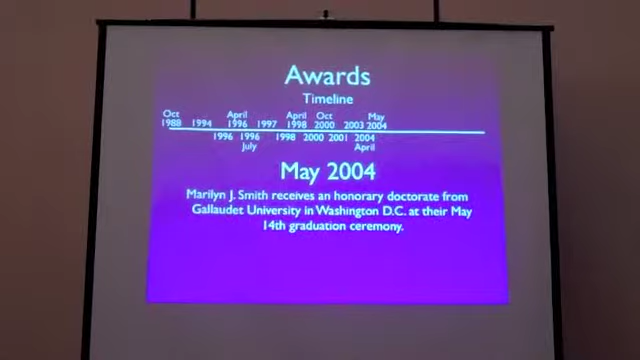 Awards
Timeline
Oct April April Oct May
1988 1994 1996 1997 1998 2000 2003 2004
1996 1996 1998 2000 2001 2004
July April
May 2004
Marilyn J. Smith receives an honorary doctorate from
Gallaudet University in Washington D.C. at their May
14th graduation ceremony.